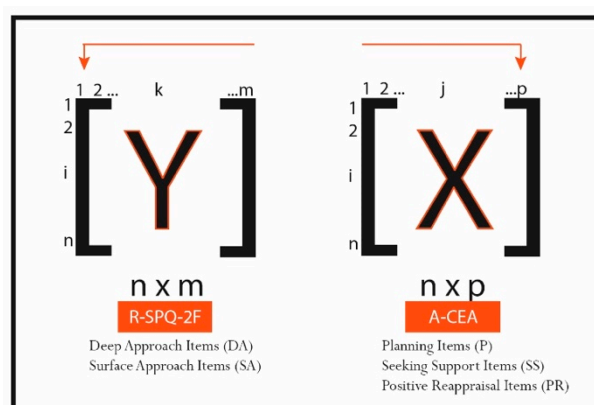 1 2 ... k ...m
1
2
i
n
Y
n x m
R-SPQ-2F
Deep Approach Items (DA)
Surface Approach Items (SA)
1 2 ... j ...p
1
2
i
n
X
n x p
A-CEA
Planning Items (P)
Seeking Support Items (SS)
Positive Reappraisal Items (PR)